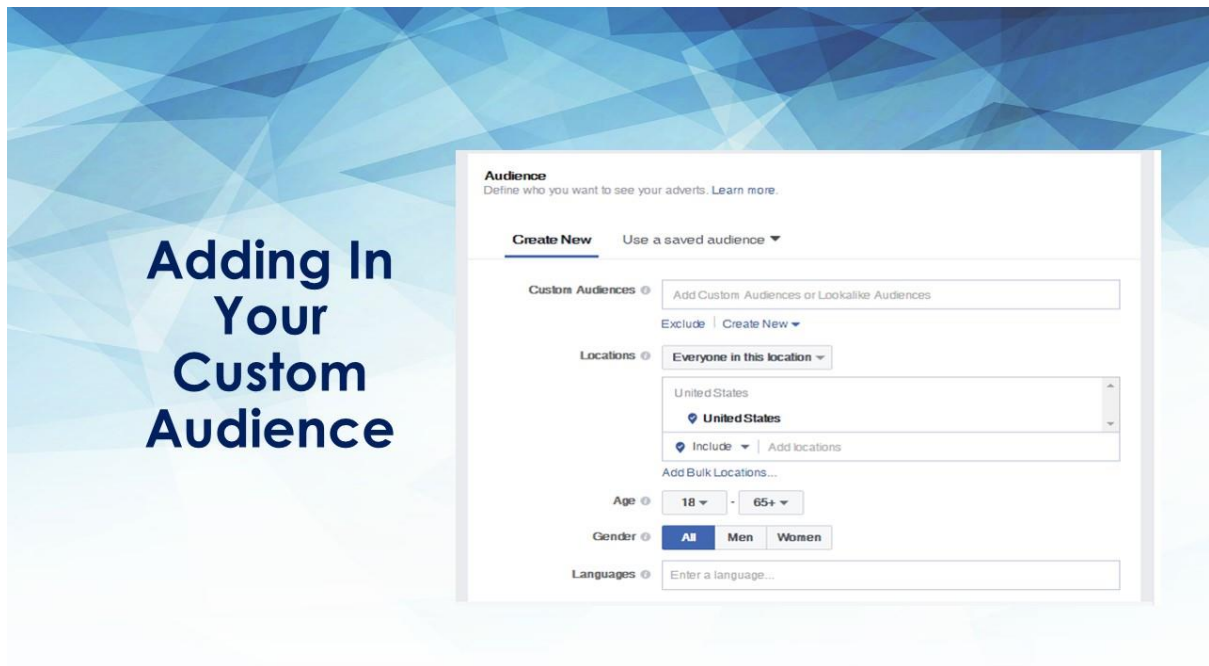 Adding In
Your
Custom
Audience
Audience
Define who you want to see your adverts. Learn more.
Create New Use a saved audience
Custom Audiences Add Custom Audiences or Lookalike Audiences
Exclude Create New
Locations Everyone in this location
United States
United States
Include Add locations
Add Bulk Locations...
Age 18 - 65+
Gender All Men Women
Languages Enter a language...